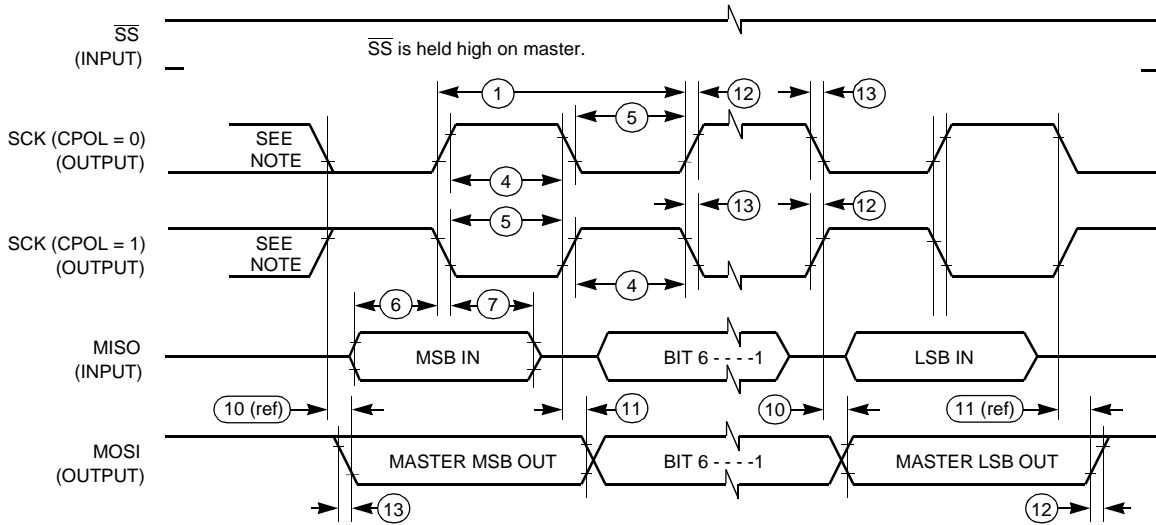 SS
(INPUT)
SS is held high on master.
1
12
13
5
SCK (CPOL = 0)
(OUTPUT)
SEE
NOTE
4
13
12
5
SCK (CPOL = 1)
(OUTPUT)
SEE
NOTE
4
6
7
MISO
(INPUT)
MSB IN
BIT 6 - - - -1
LSB IN
10 (ref)
11
10
11 (ref)
MOSI
(OUTPUT)
MASTER MSB OUT
BIT 6 - - - -1
MASTER LSB OUT
13
12